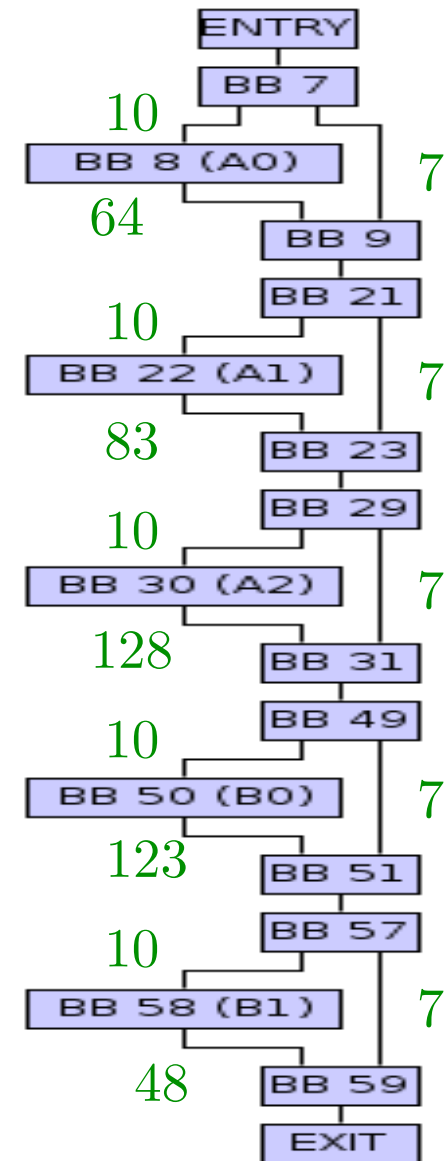 ENTRY
BB 7
10
BB 8 (A0)
7
64
BB 9
BB 21
10
BB 22 (A1)
7
83
BB 23
BB 29
10
BB 30 (A2)
7
128
BB 31
BB 49
10
BB 50 (B0)
7
123
BB 51
BB 57
10
BB 58 (B1)
7
48
BB 59
EXIT